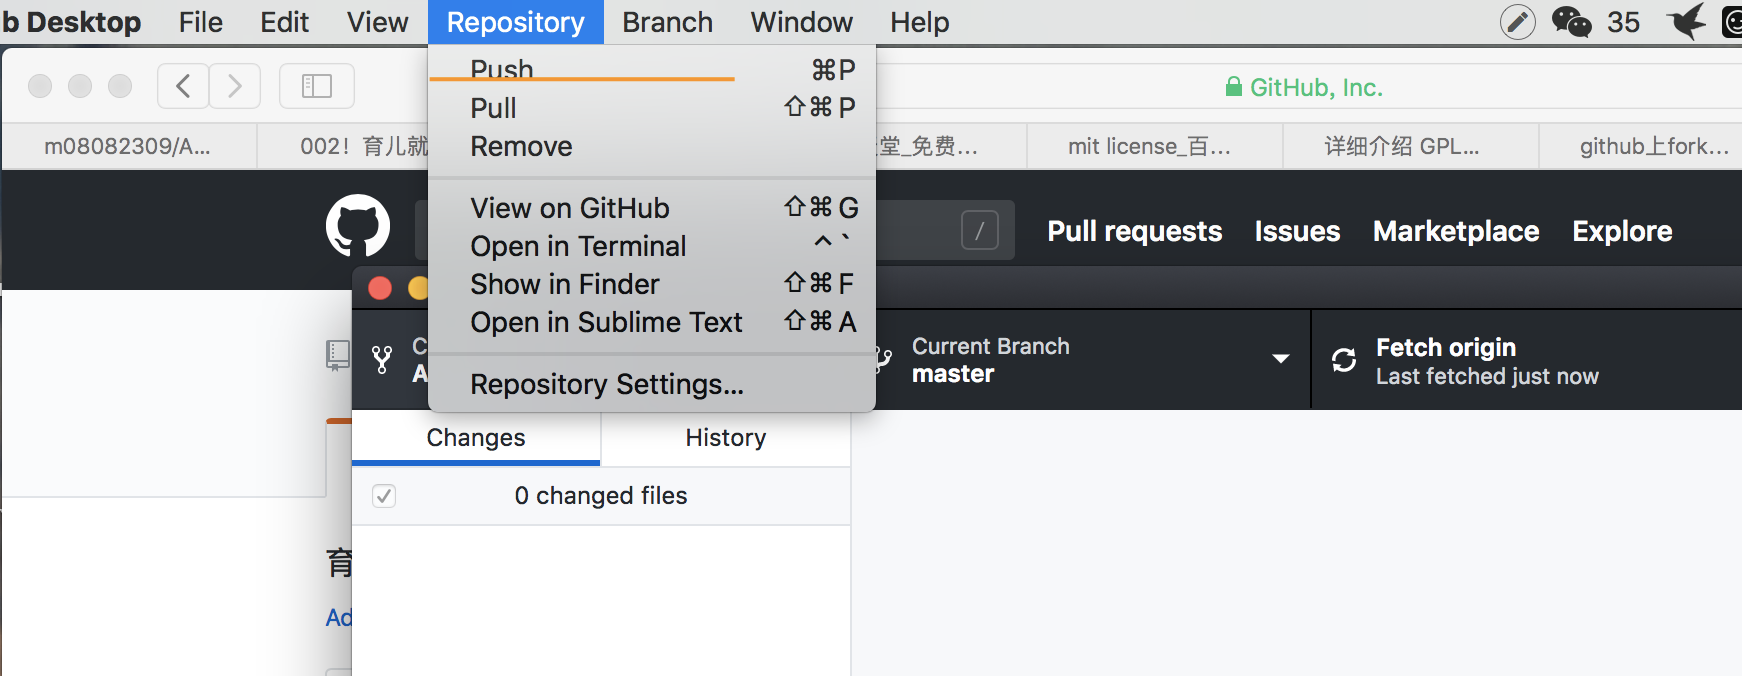 b Desktop File Edit View Repository Branch Window Help 35
Push ⌘P
Pull ⇧⌘P
Remove
View on GitHub ⇧⌘G
Open in Terminal ^`
Show in Finder ⇧⌘F
Open in Sublime Text ⇧⌘A
Repository Settings...
GitHub, Inc.
m08082309/A... 002！育儿就 堂_免费... mit license_百... 详细介绍 GPL... github上fork...
/ Pull requests Issues Marketplace Explore
C
A
Current Branch
master
Fetch origin
Last fetched just now
Changes History
0 changed files
育
Ad